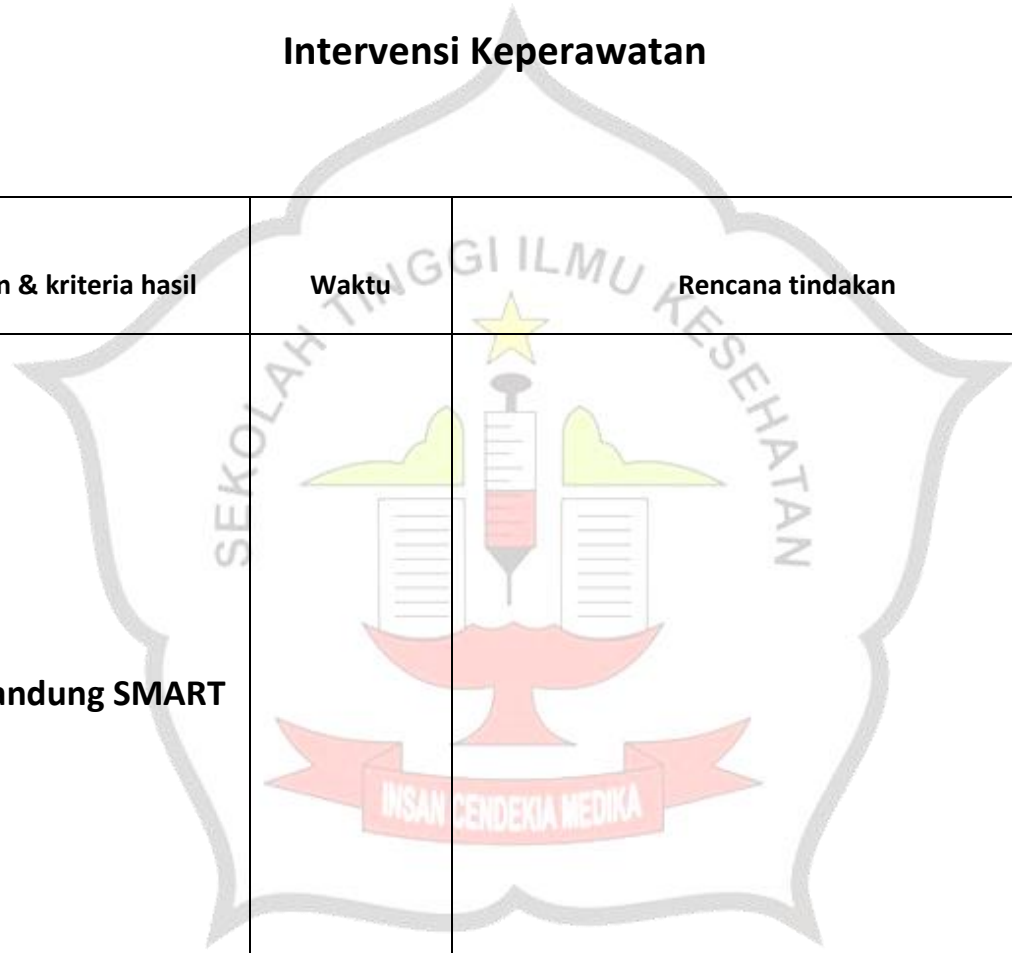 Intervensi Keperawatan
n & kriteria hasil
Waktu
Rencana tindakan
SEKOLAH TINGGI ILMU KESEHATAN
andung SMART
INSAN CENDEKIA MEDIKA